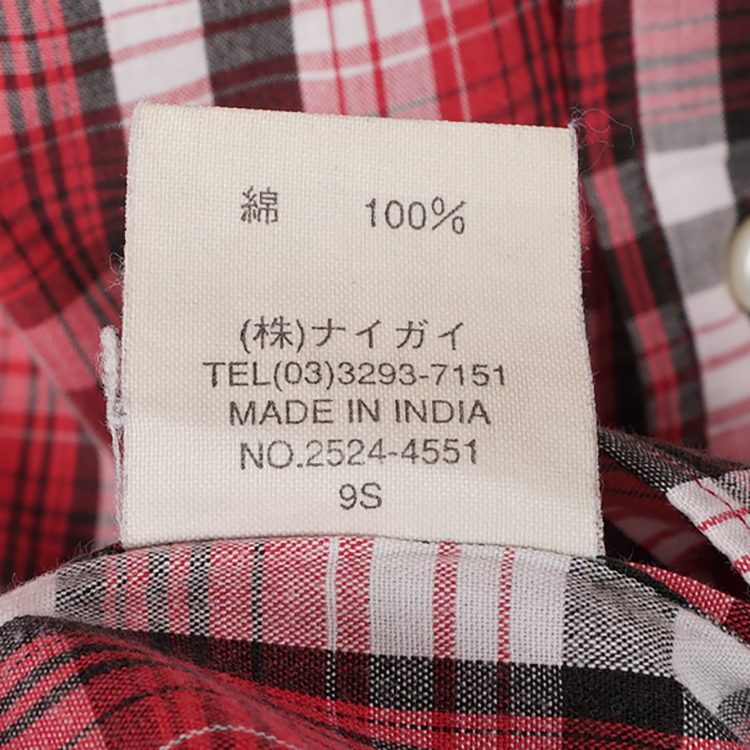 綿 100%
(株)ナイガイ
TEL(03)3293-7151
MADE IN INDIA
NO.2524-4551
9S